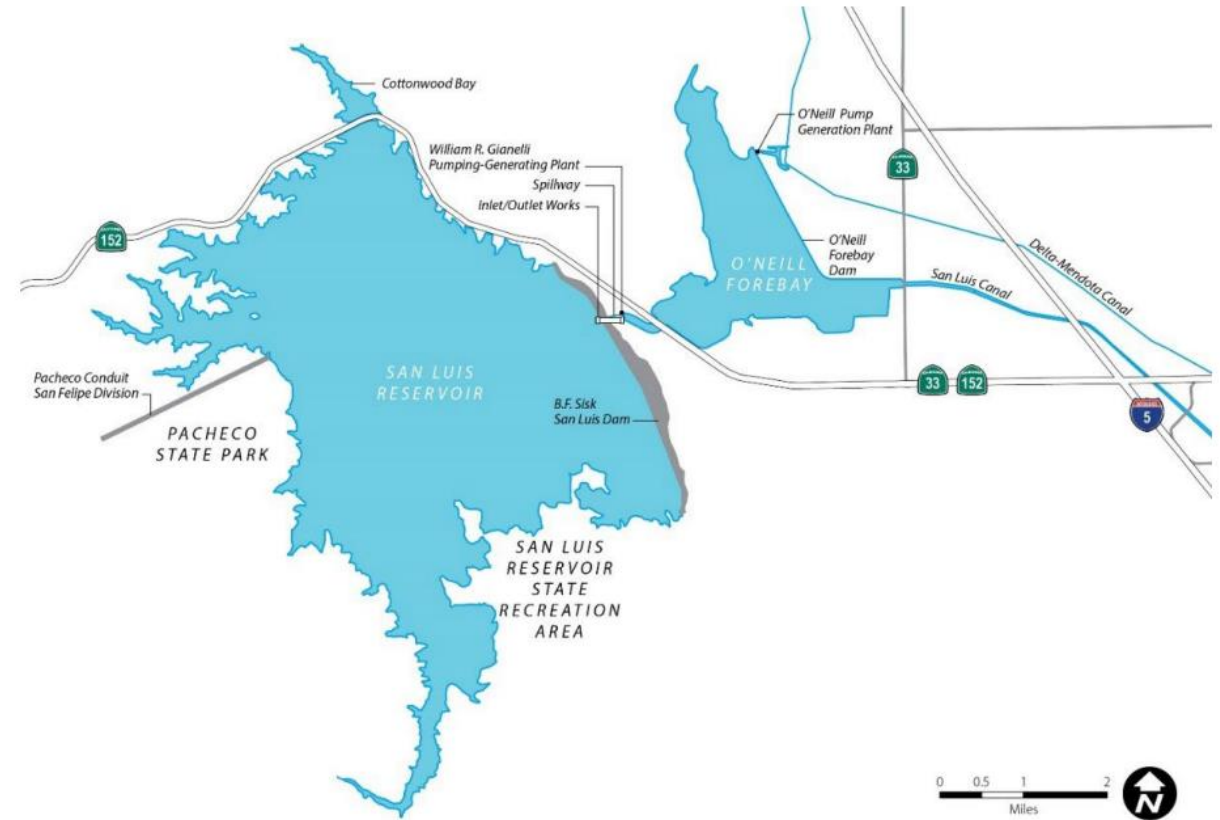 Cottonwood Bay
William R. Gianelli
Pumping-Generating Plant
Spillway
Inlet/Outlet Works
O'Neill Pump
Generation Plant
33
152
O'NEILL
FOREBAY
O'Neill
Forebay
Dam
San Luis Canal
Delta-Mendota Canal
SAN LUIS
RESERVOIR
Pacheco Conduit
San Felipe Division
PACHECO
STATE PARK
B.F. Sisk
San Luis Dam
33
152
5
SAN LUIS
RESERVOIR
STATE
RECREATION
AREA
0 0.5 1 2
Miles
N